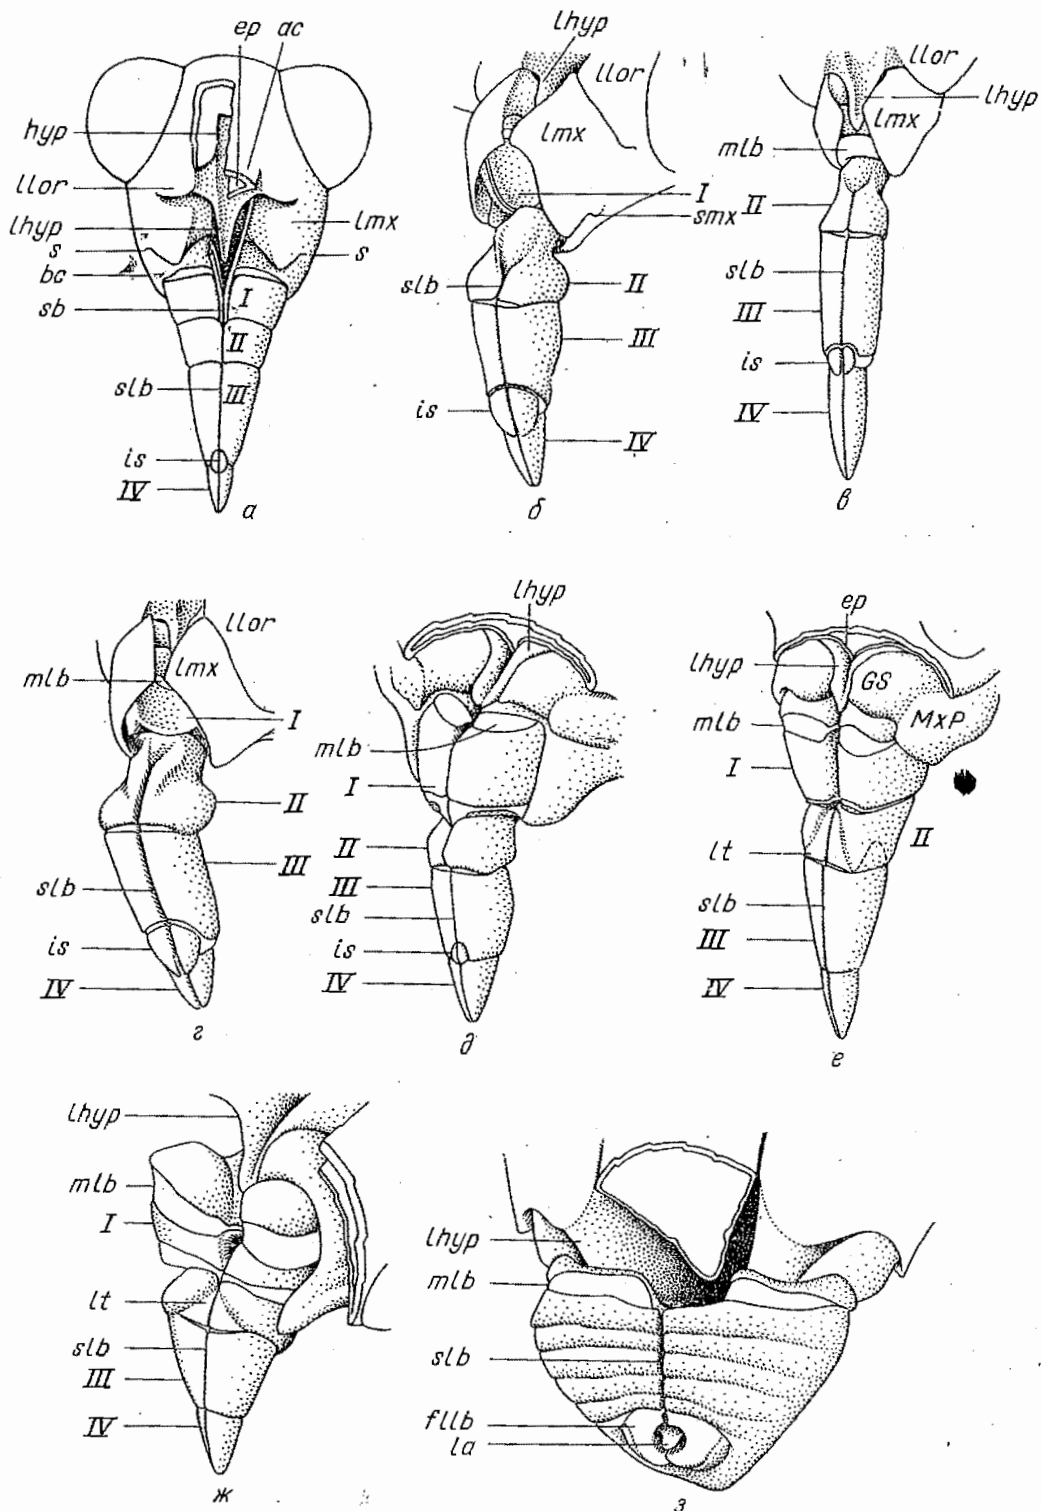 ep ac
hyp
llor
lhyp
lmx
s s
bc
sb
I
II
slb III
is
IV
а
lhyp
llor
lmx
I
smx
slb II
III
is
IV
б
llor
lhyp
lmx
mlb
II
slb
III
is
IV
в
llor
lmx
mlb
I
II
III
slb
is
IV
г
lhyp
mlb
I
II
III
slb
is
IV
д
ep
lhyp
GS
mlb MxP
I
II
lt
slb
III
IV
е
lhyp
mlb
I
lt
slb
III
IV
ж
lhyp
mlb
slb
fllb
la
з